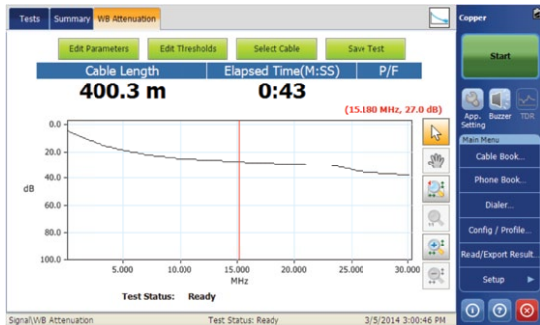 Tests Summary WB Attenuation
Copper
Edit Parameters Edit Thresholds Select Cable Save Test
Start
Cable Length Elapsed Time(M:SS) P/F
400.3 m 0:43
(15.180 MHz, 27.0 dB)
App. Setting Buzzer TDR
Main Menu
Cable Book...
Phone Book...
Dialer...
Config / Profile...
Read/Export Result...
Setup
0.0
20.0
40.0
dB
60.0
80.0
100.0
5.000 10.000 15.000 20.000 25.000 30.000
MHz
Test Status: Ready
Signal\WB Attenuation Test Status: Ready 3/5/2014 3:00:46 PM